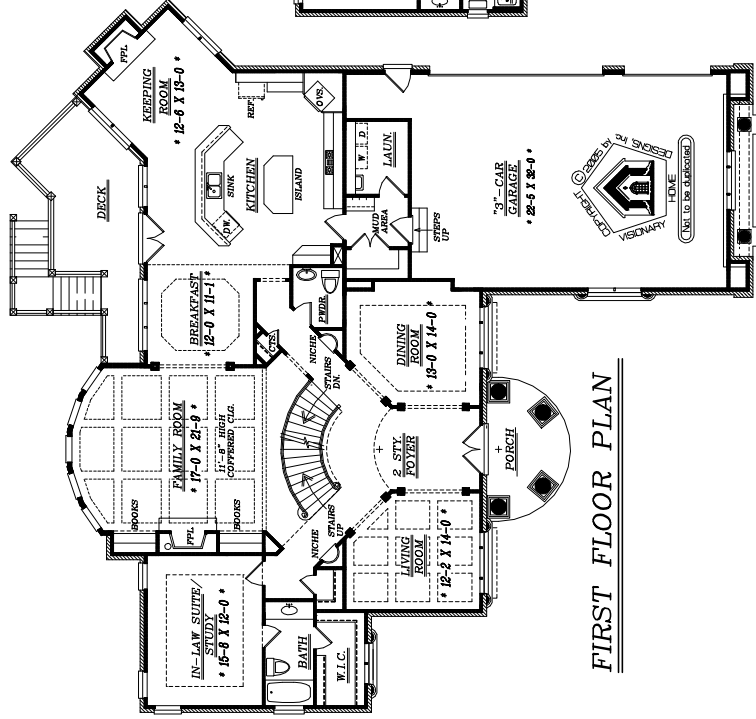 FPL
KEEPING
ROOM
* 12-6 X 13-0 *
REF.
OVS.
DECK
SINK
D.W.
KITCHEN
ISLAND
W D
LAUN.
MUD
AREA
STEPS
UP
"3"-CAR
GARAGE
* 22-5 X 32-0 *
COPYRIGHT © 2005 by
DESIGNS, Inc.
VISIONARY HOME
Not to be duplicated
BREAKFAST
* 12-0 X 11-1 *
PWDR.
CTS.
NICHE
STAIRS
DN
DINING
ROOM
* 13-0 X 14-0 *
FAMILY ROOM
* 17-0 X 21-9 *
11'-8" HIGH
COFFERED CLG.
BOOKS
FPL
BOOKS
2 STY.
FOYER
PORCH
STAIRS
UP
NICHE
LIVING
ROOM
* 12-2 X 14-0 *
IN-LAW SUITE/
STUDY
* 15-8 X 12-0 *
BATH
W.I.C.
FIRST FLOOR PLAN